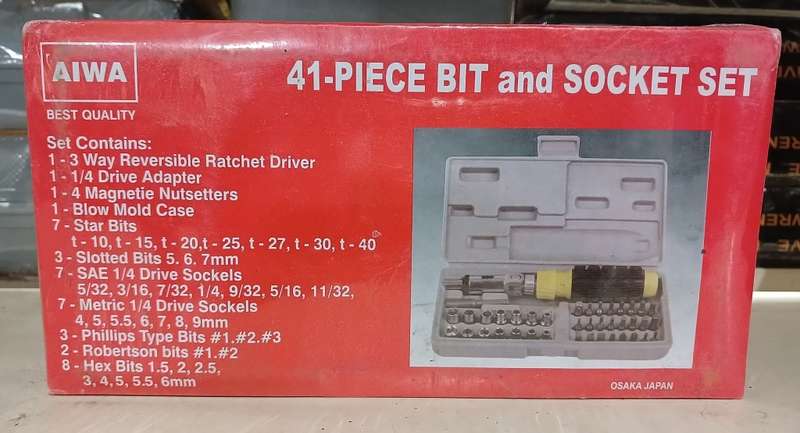 AIWA
BEST QUALITY
41-PIECE BIT and SOCKET SET
Set Contains:
1 - 3 Way Reversible Ratchet Driver
1 - 1/4 Drive Adapter
1 - 4 Magnetie Nutsetters
1 - Blow Mold Case
7 - Star Bits
t - 10, t - 15, t - 20,t - 25, t - 27, t - 30, t - 40
3 - Slotted Bits 5. 6. 7mm
7 - SAE 1/4 Drive Sockels
5/32, 3/16, 7/32, 1/4, 9/32, 5/16, 11/32,
7 - Metric 1/4 Drive Sockels
4, 5, 5.5, 6, 7, 8, 9mm
3 - Phillips Type Bits #1.#2.#3
2 - Robertson bits #1.#2
8 - Hex Bits 1.5, 2, 2.5,
3, 4, 5, 5.5, 6mm
OSAKA JAPAN